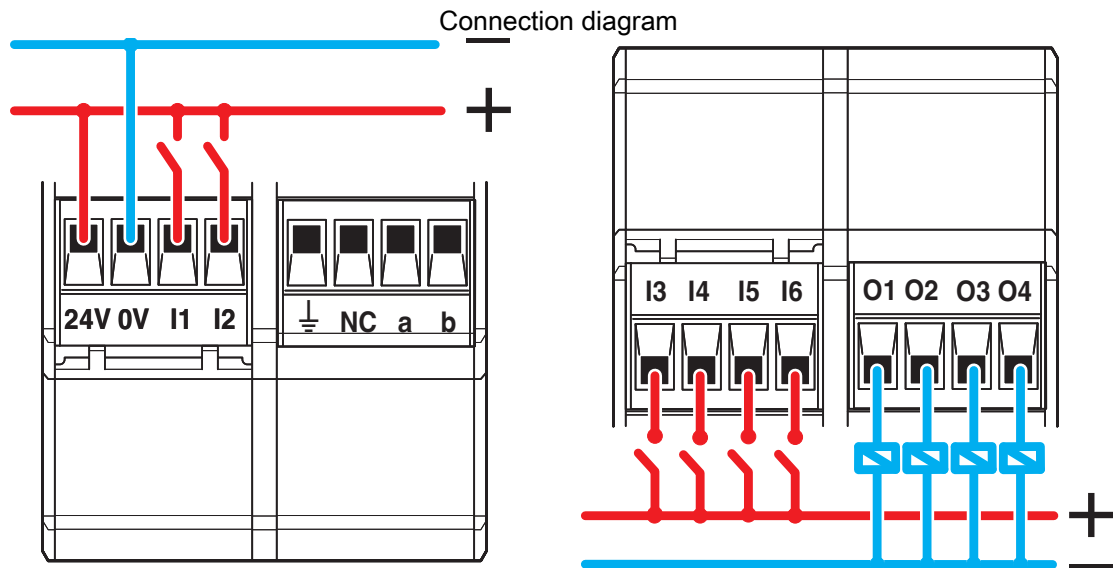 Connection diagram
−
+
24V 0V I1 I2
⏚ NC a b
I3 I4 I5 I6
O1 O2 O3 O4
+
−